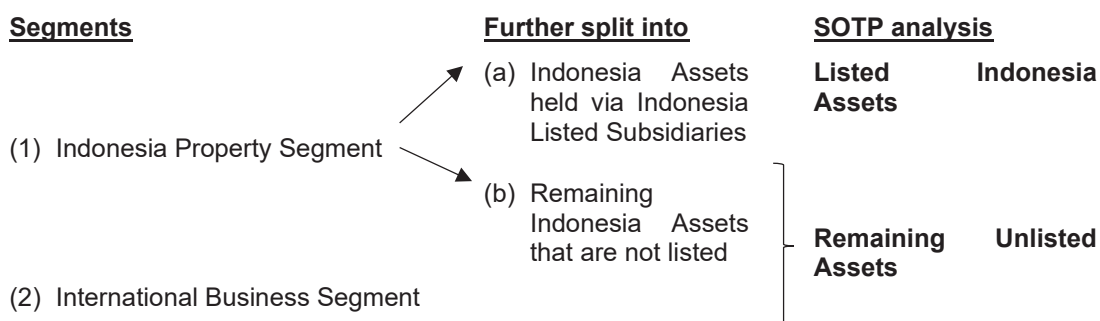 Segments
Further split into
SOTP analysis
(1) Indonesia Property Segment
(a) Indonesia Assets
held via Indonesia
Listed Subsidiaries
Listed Indonesia
Assets
(b) Remaining
Indonesia Assets
that are not listed
Remaining Unlisted
Assets
(2) International Business Segment